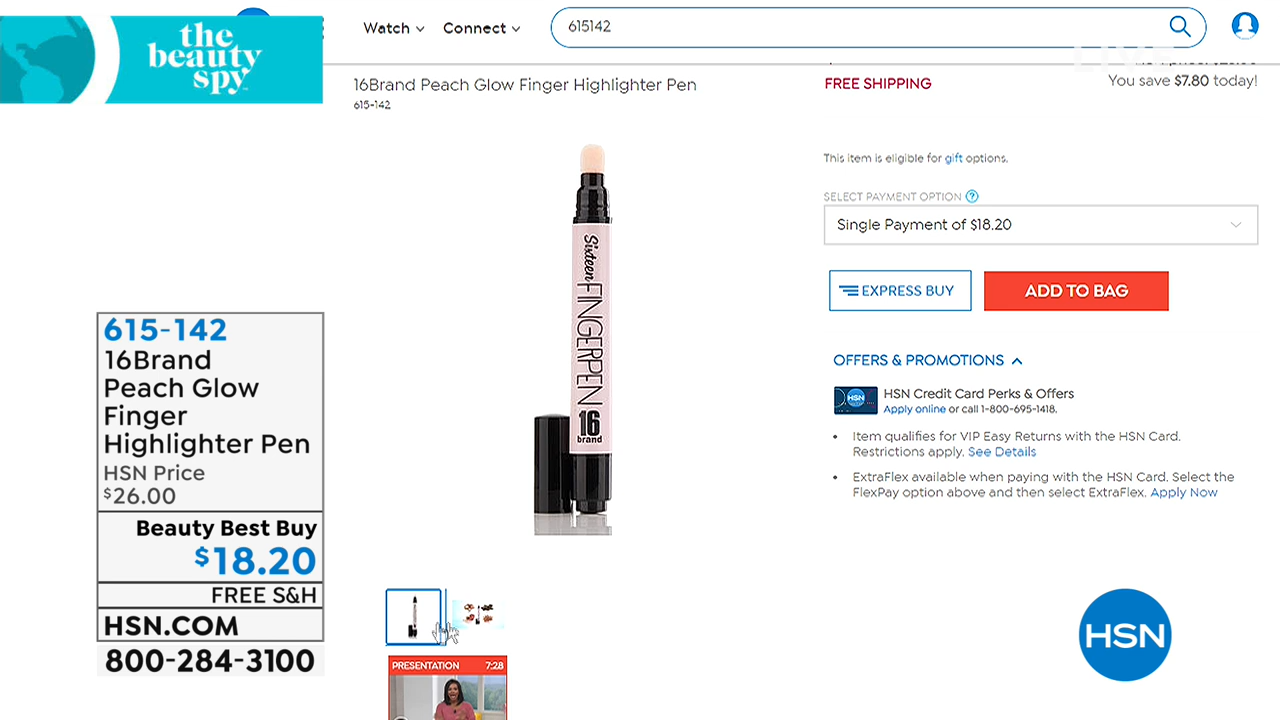 the
beauty
spy
Watch
Connect
615142
LIVE
16Brand Peach Glow Finger Highlighter Pen
615-142
FREE SHIPPING
You save $7.80 today!
This item is eligible for gift options.
SELECT PAYMENT OPTION ?
Single Payment of $18.20
EXPRESS BUY
ADD TO BAG
OFFERS & PROMOTIONS
HSN
HSN Credit Card Perks & Offers
Apply online or call 1-800-695-1418.
• Item qualifies for VIP Easy Returns with the HSN Card.
Restrictions apply. See Details
• ExtraFlex available when paying with the HSN Card. Select the
FlexPay option above and then select ExtraFlex. Apply Now
Sixteen FINGERPEN
16
brand
615-142
16Brand
Peach Glow
Finger
Highlighter Pen
HSN Price
$26.00
Beauty Best Buy
$18.20
FREE S&H
HSN.COM
800-284-3100
PRESENTATION 7:28
HSN